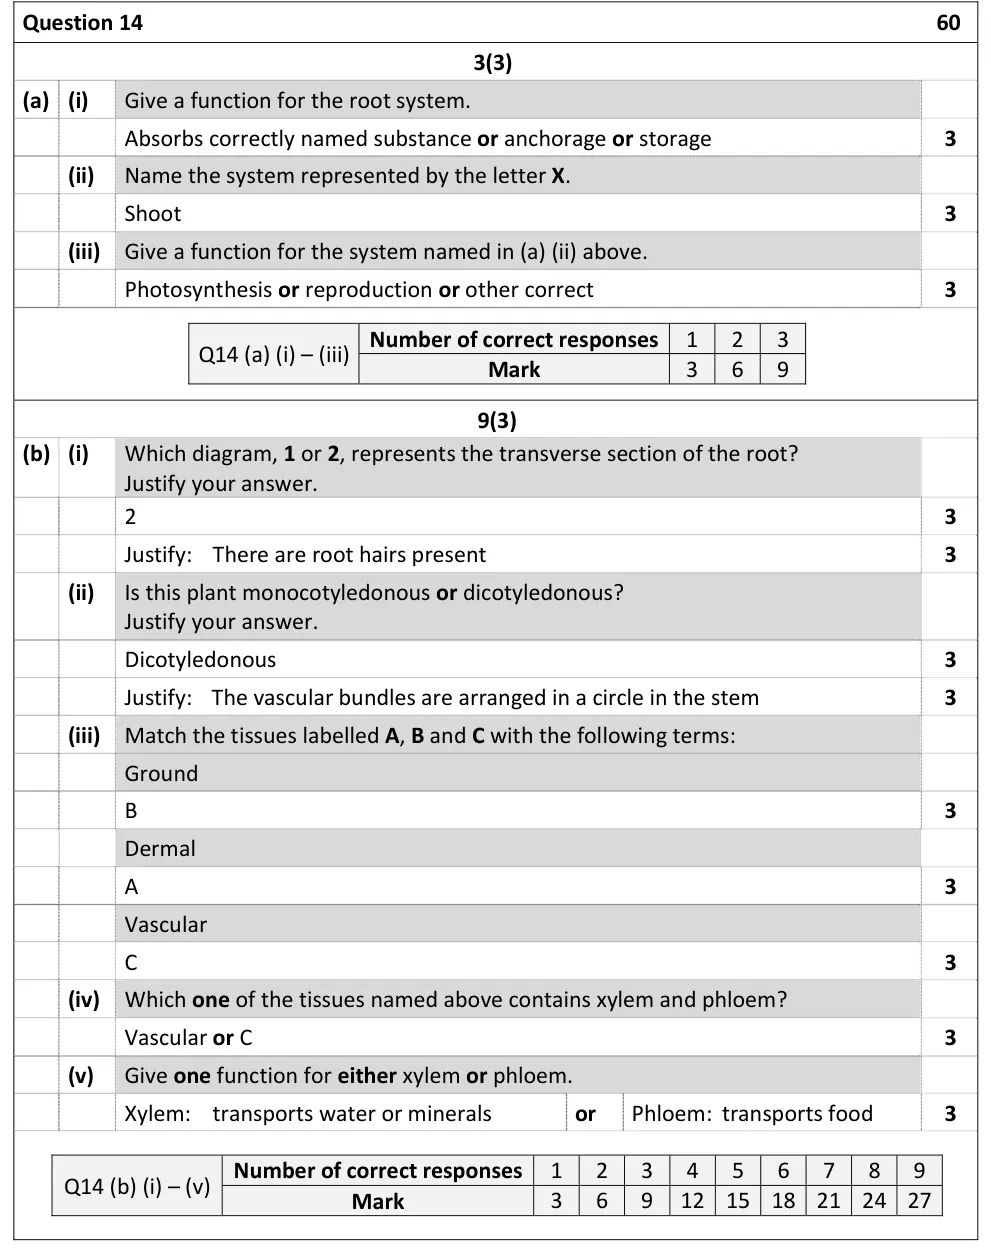 Question 14 60
3(3)
(a) (i) Give a function for the root system.
Absorbs correctly named substance or anchorage or storage 3
(ii) Name the system represented by the letter X.
Shoot 3
(iii) Give a function for the system named in (a) (ii) above.
Photosynthesis or reproduction or other correct 3
Q14 (a) (i) – (iii)
Number of correct responses 1 2 3
Mark 3 6 9
9(3)
(b) (i) Which diagram, 1 or 2, represents the transverse section of the root?
Justify your answer.
2 3
Justify: There are root hairs present 3
(ii) Is this plant monocotyledonous or dicotyledonous?
Justify your answer.
Dicotyledonous 3
Justify: The vascular bundles are arranged in a circle in the stem 3
(iii) Match the tissues labelled A, B and C with the following terms:
Ground
B 3
Dermal
A 3
Vascular
C 3
(iv) Which one of the tissues named above contains xylem and phloem?
Vascular or C 3
(v) Give one function for either xylem or phloem.
Xylem: transports water or minerals or Phloem: transports food 3
Q14 (b) (i) – (v)
Number of correct responses 1 2 3 4 5 6 7 8 9
Mark 3 6 9 12 15 18 21 24 27